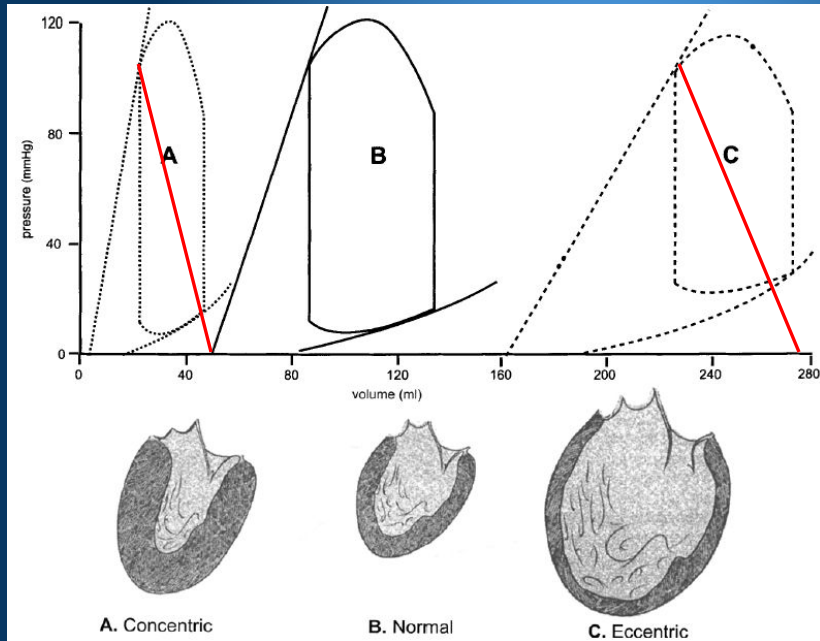 120
80
40
0
pressure (mmHg)
A
B
C
0
40
80
120
160
200
240
280
volume (ml)
A. Concentric
B. Normal
C. Eccentric